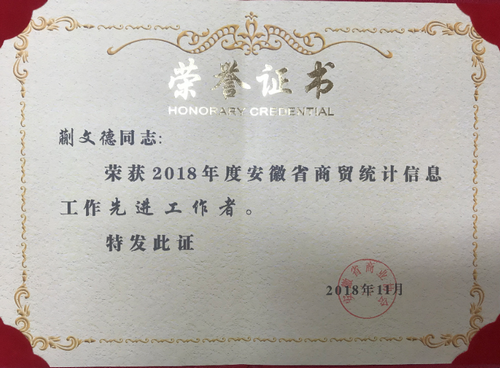 荣誉证书
HONORARY CREDENTIAL
蒯文德同志：
荣获2018年度安徽省商贸统计信息
工作先进工作者。
特发此证
2018年11月